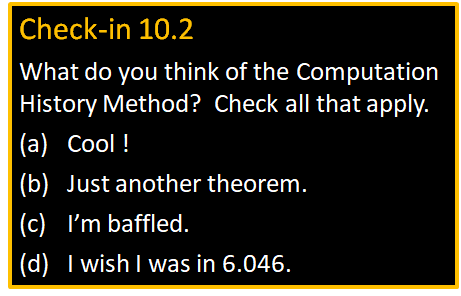 Check-in 10.2
What do you think of the Computation
History Method?  Check all that apply.
(a)   Cool !
(b)   Just another theorem.
(c)   I’m baffled.
(d)   I wish I was in 6.046.